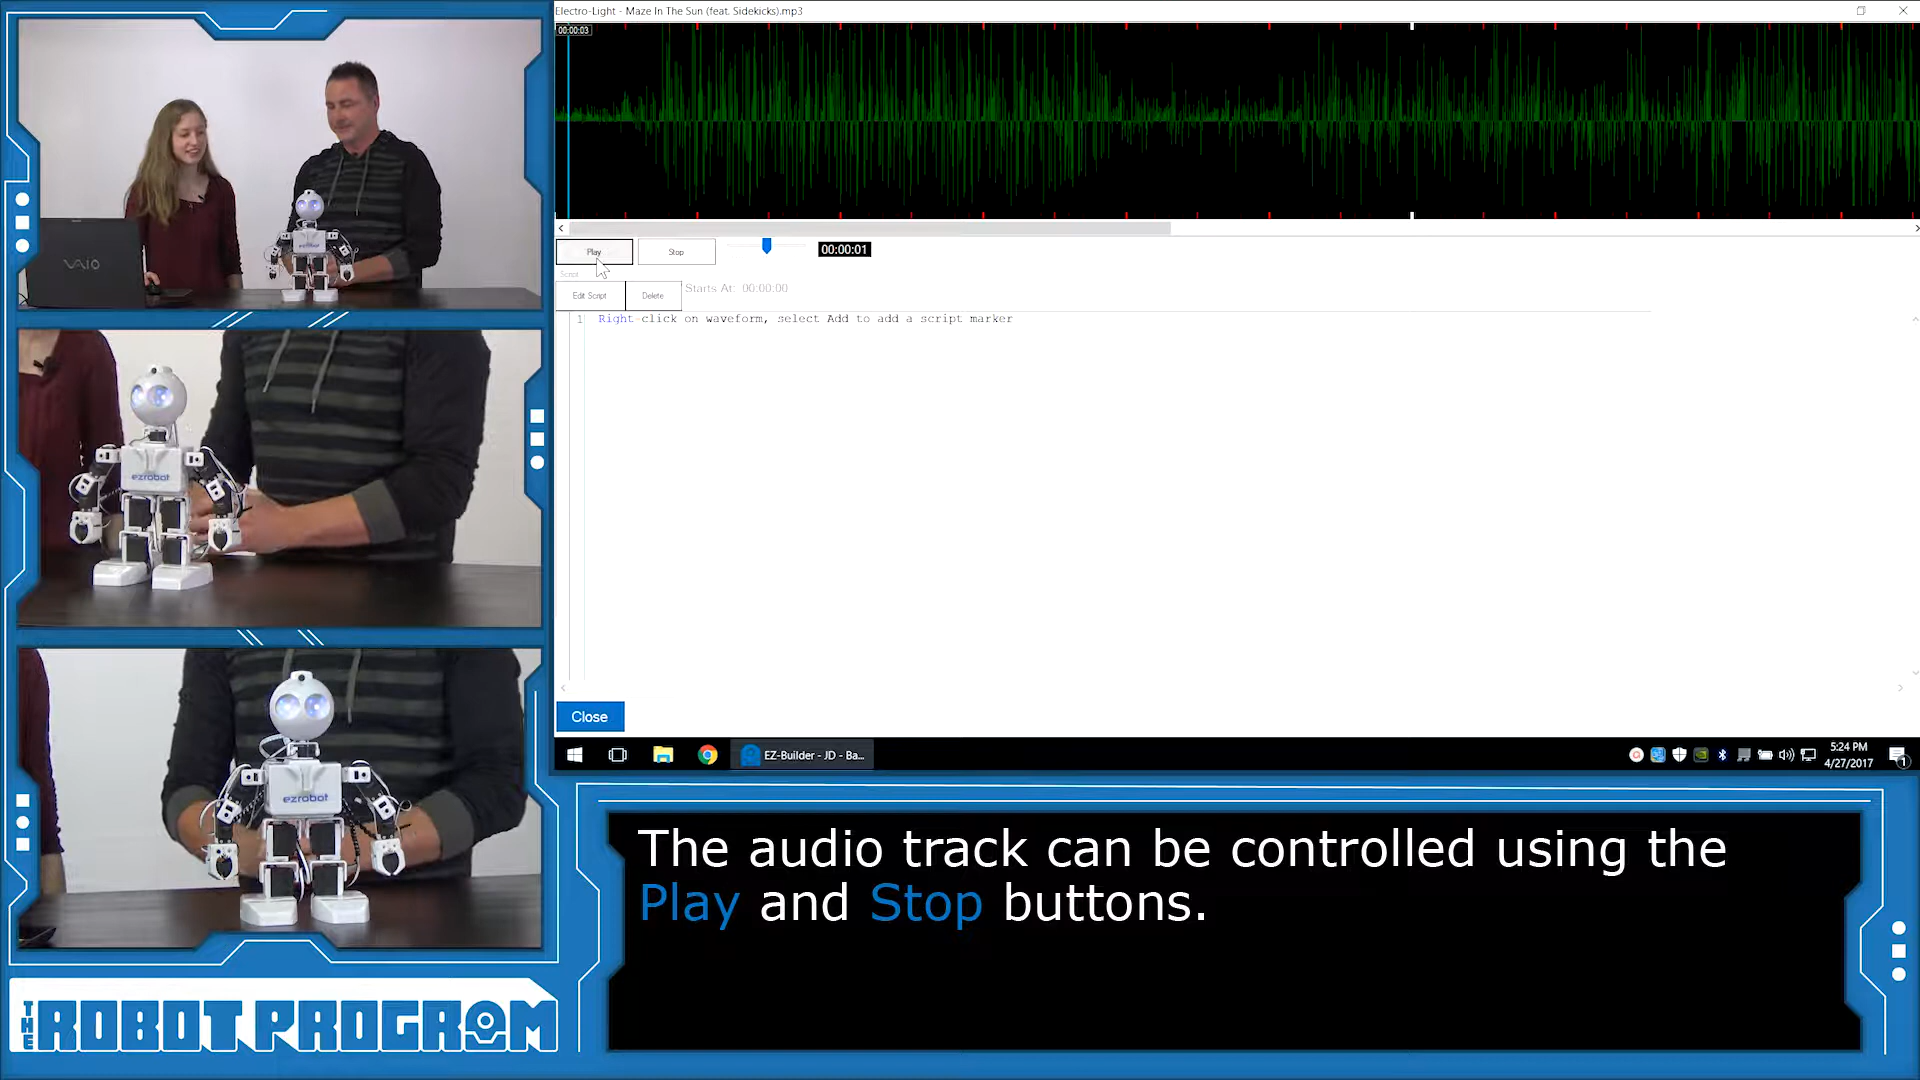 Electro-Light - Maze In The Sun (feat. Sidekicks).mp3
00:00:03
Play
Stop
00:00:01
Script
Edit Script
Delete
Starts At: 00:00.00
1 Right-click on waveform, select Add to add a script marker
Close
EZ-Builder - JD - Ba...
5:24 PM
4/27/2017
1
VAIO
ezrobot
ezrobot
ezrobot
The audio track can be controlled using the
Play and Stop buttons.
THE ROBOT PROGRAM